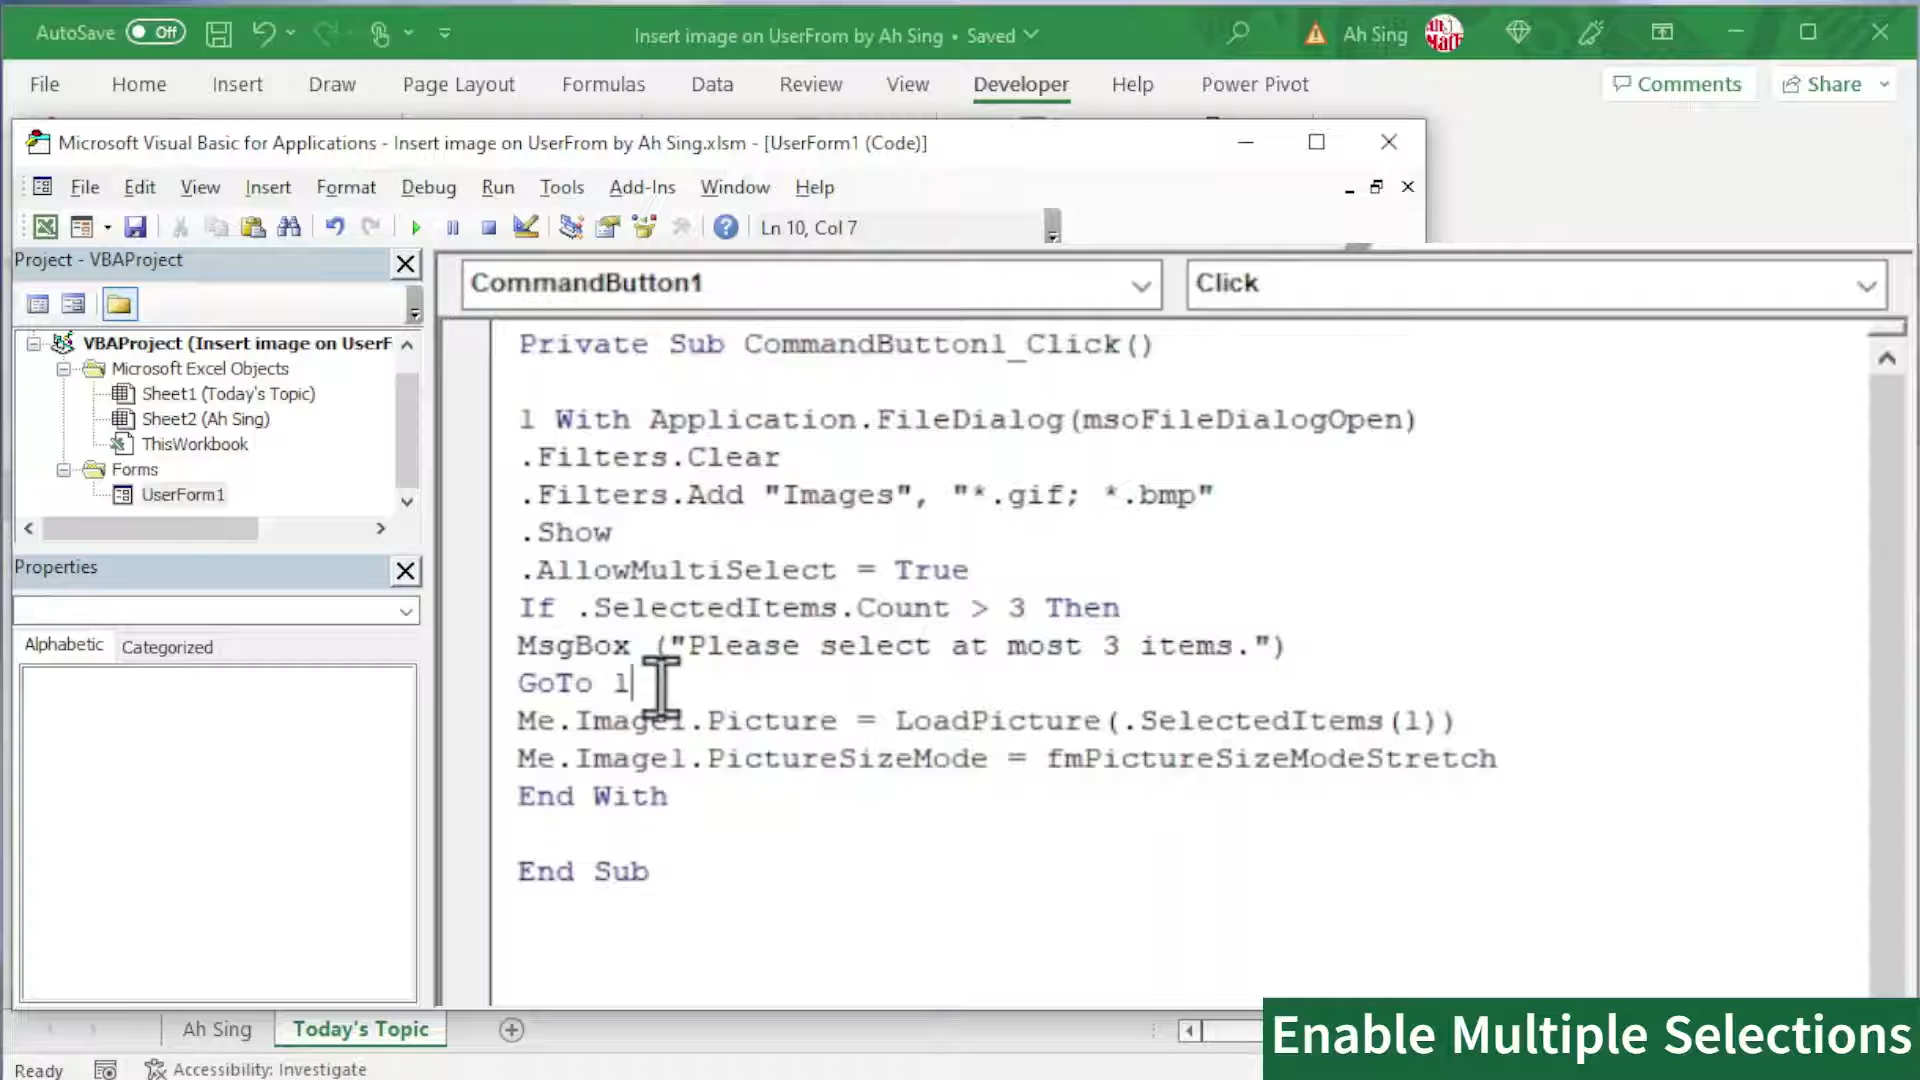 AutoSave Off Insert image on UserFrom by Ah Sing • Saved Ah Sing
File Home Insert Draw Page Layout Formulas Data Review View Developer Help Power Pivot Comments Share
Microsoft Visual Basic for Applications - Insert image on UserFrom by Ah Sing.xlsm - [UserForm1 (Code)]
File Edit View Insert Format Debug Run Tools Add-Ins Window Help
Ln 10, Col 7
Project - VBAProject
VBAProject (Insert image on UserF
Microsoft Excel Objects
Sheet1 (Today's Topic)
Sheet2 (Ah Sing)
ThisWorkbook
Forms
UserForm1
Properties
Alphabetic Categorized
CommandButton1 Click
Private Sub CommandButton1_Click()
1 With Application.FileDialog(msoFileDialogOpen)
.Filters.Clear
.Filters.Add "Images", "*.gif; *.bmp"
.Show
.AllowMultiSelect = True
If .SelectedItems.Count > 3 Then
MsgBox ("Please select at most 3 items.")
GoTo 1
Me.Image1.Picture = LoadPicture(.SelectedItems(1))
Me.Image1.PictureSizeMode = fmPictureSizeModeStretch
End With
End Sub
Ah Sing Today's Topic
Enable Multiple Selections
Ready Accessibility: Investigate